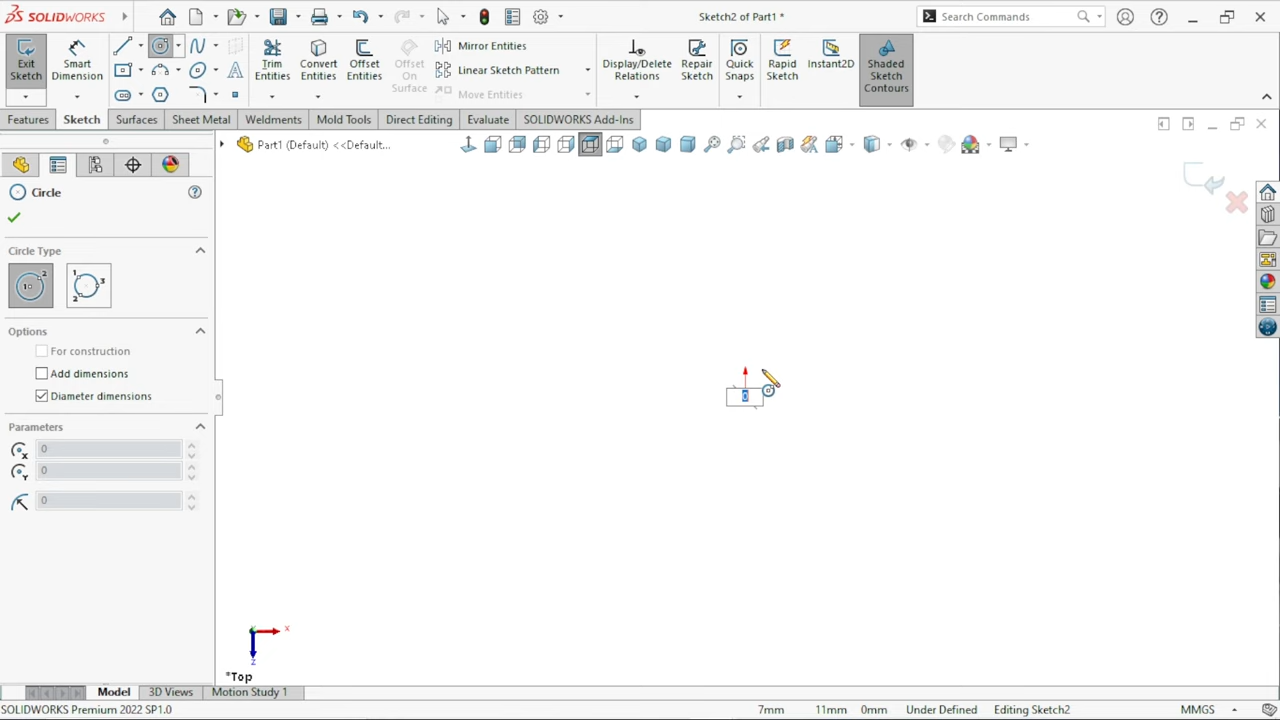 SOLIDWORKS
Sketch2 of Part1 *
Search Commands
Exit Sketch
Smart Dimension
Trim Entities
Convert Entities
Offset Entities
Offset On Surface
Mirror Entities
Linear Sketch Pattern
Move Entities
Display/Delete Relations
Repair Sketch
Quick Snaps
Rapid Sketch
Instant2D
Shaded Sketch Contours
Features
Sketch
Surfaces
Sheet Metal
Weldments
Mold Tools
Direct Editing
Evaluate
SOLIDWORKS Add-Ins
Part1 (Default) <<Default...
Circle
Circle Type
Options
For construction
Add dimensions
Diameter dimensions
Parameters
0
0
0
0
X
Z
*Top
Model
3D Views
Motion Study 1
SOLIDWORKS Premium 2022 SP1.0
7mm
11mm
0mm
Under Defined
Editing Sketch2
MMGS